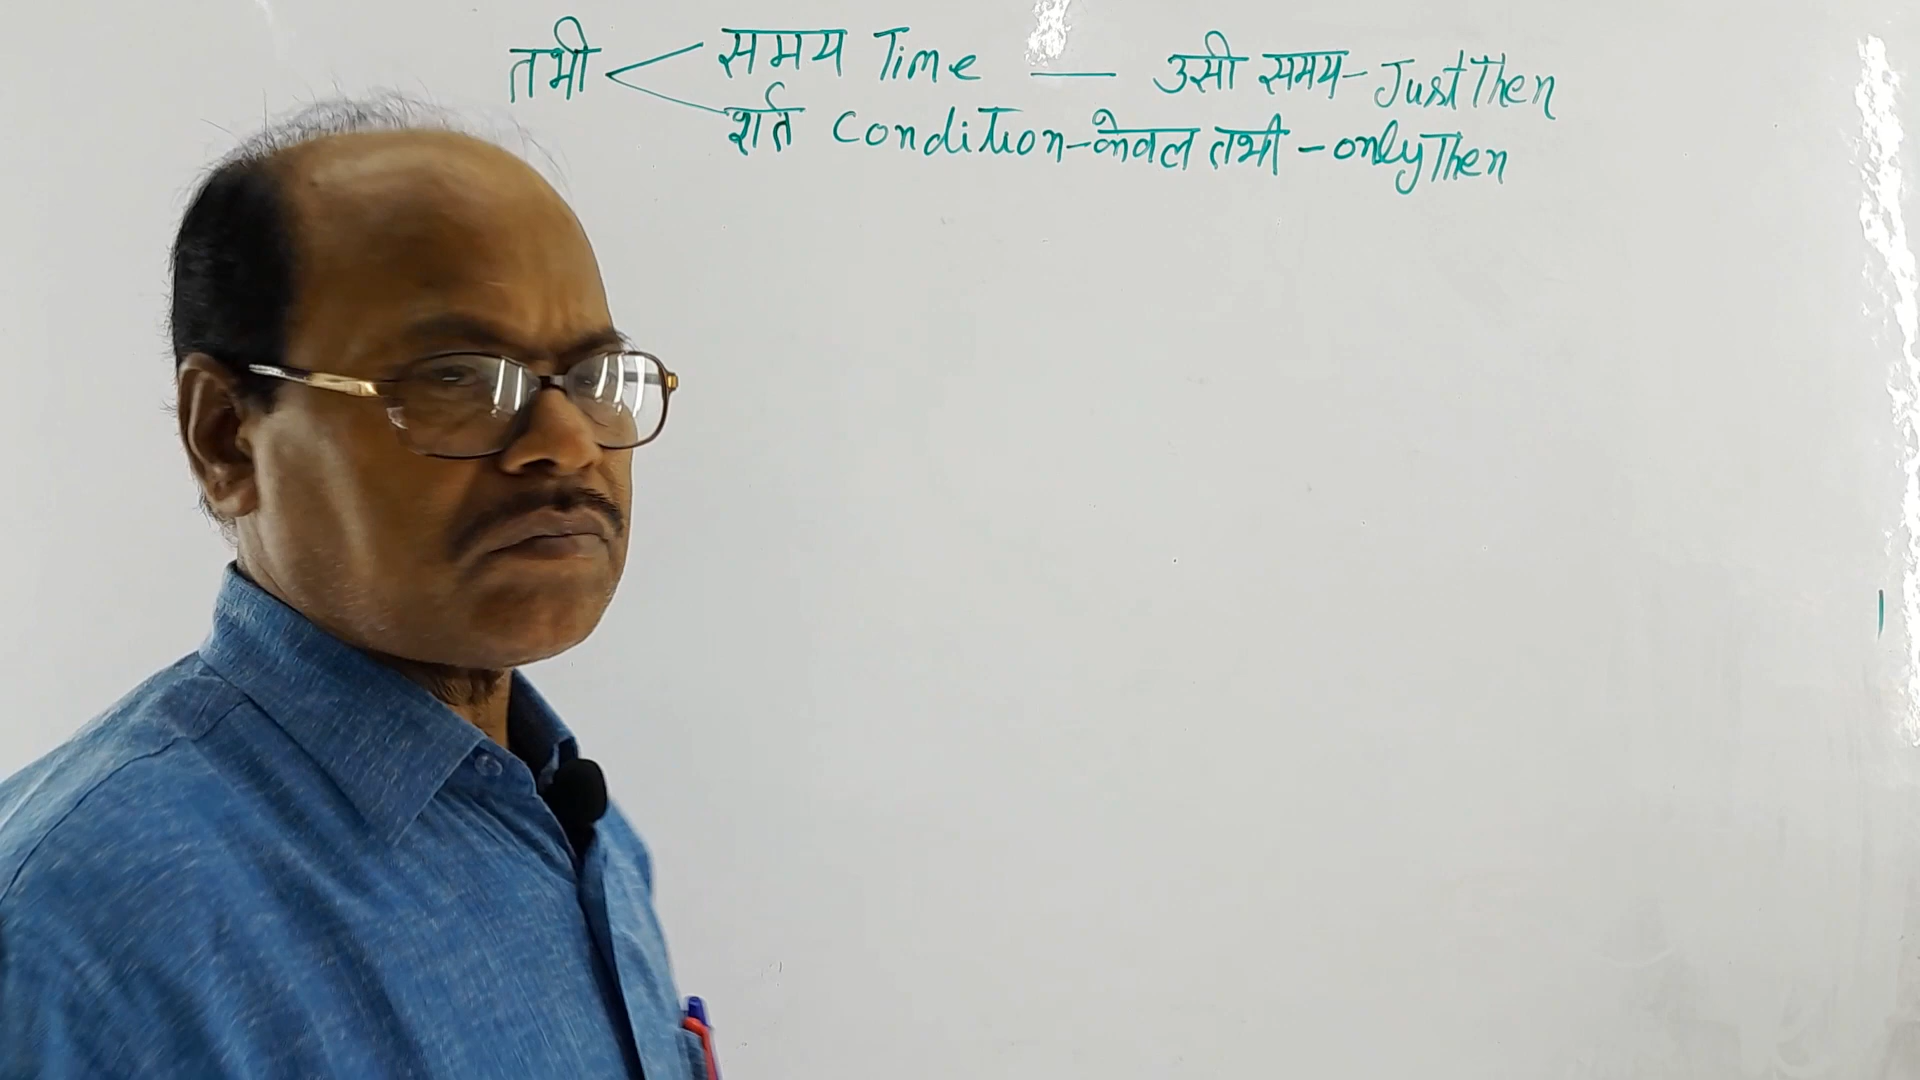 तभी < समय Time — उसी समय - Just Then
शर्त Condition - केवल तभी - only Then